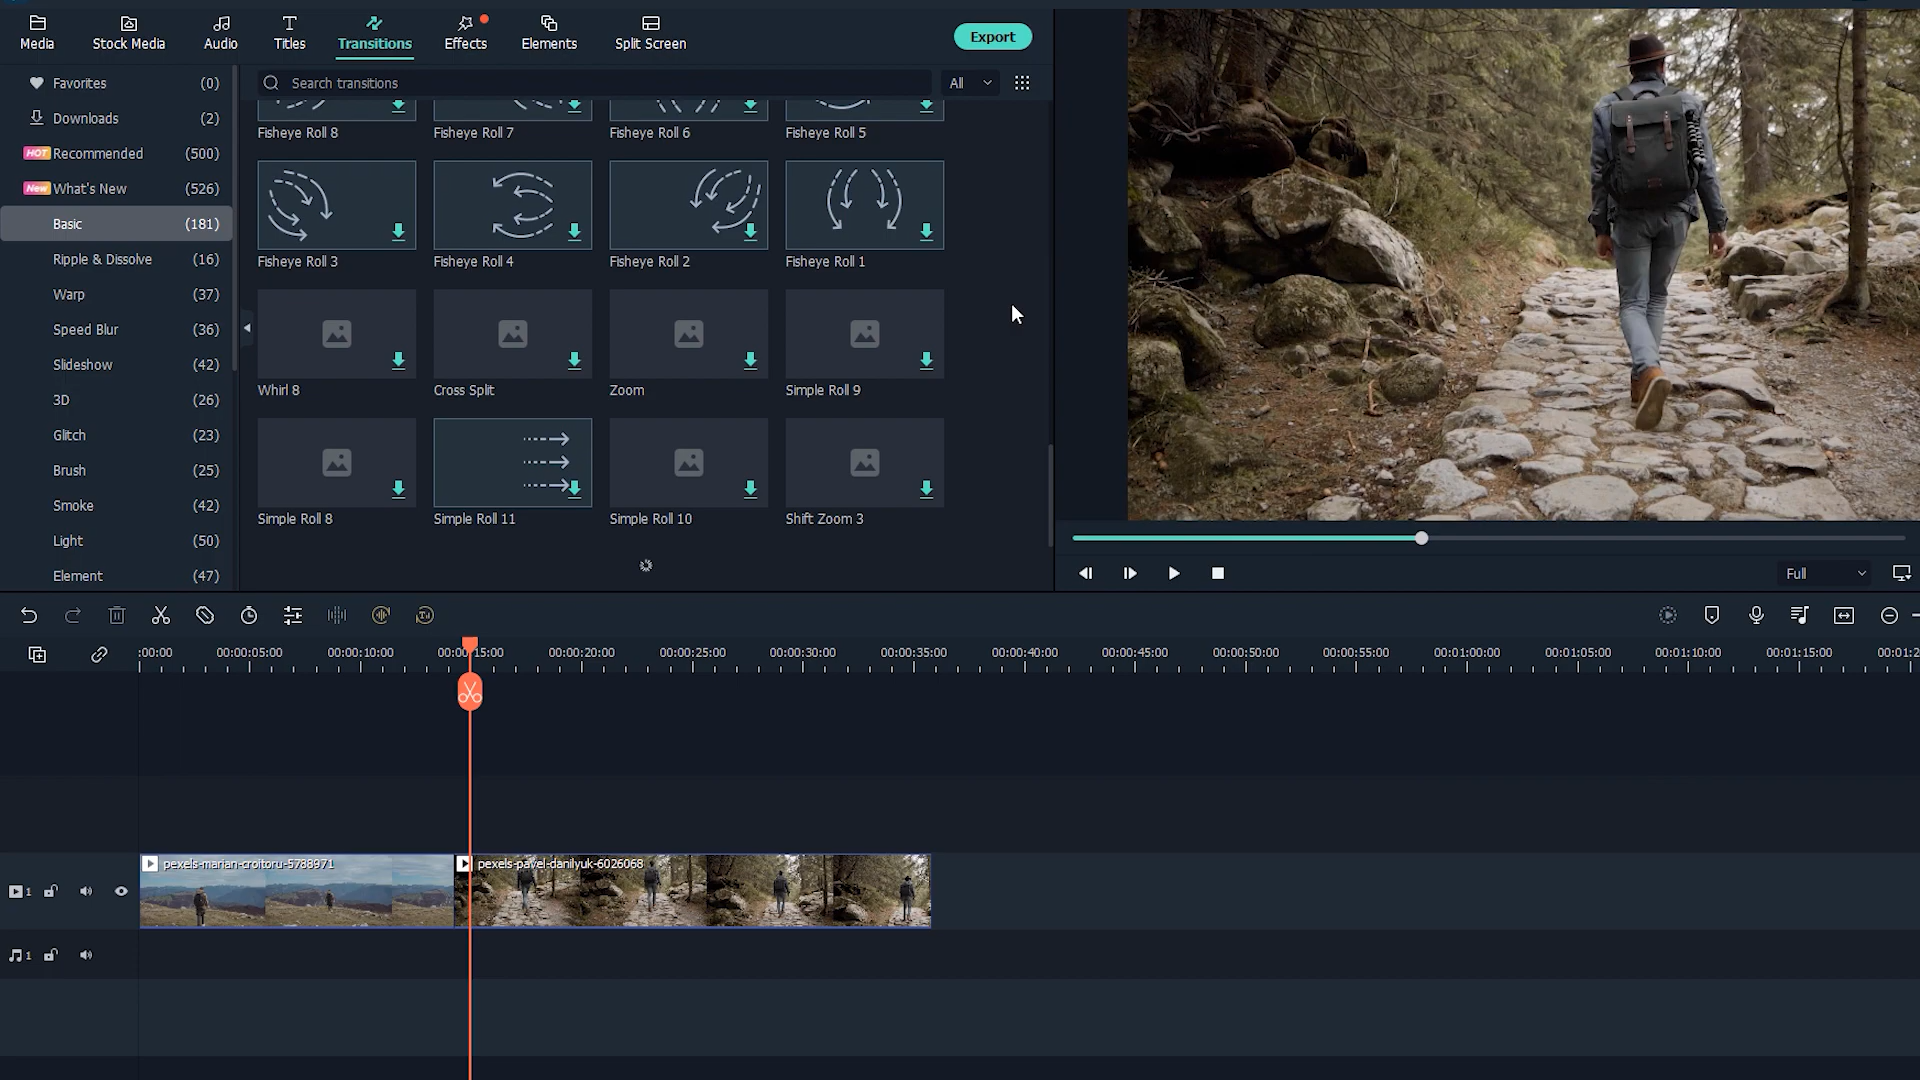 Media
Stock Media
Audio
Titles
Transitions
Effects
Elements
Split Screen
Export
Favorites (0)
Downloads (2)
HOT Recommended (500)
New What's New (526)
Basic (181)
Ripple & Dissolve (16)
Warp (37)
Speed Blur (36)
Slideshow (42)
3D (26)
Glitch (23)
Brush (25)
Smoke (42)
Light (50)
Element (47)
Search transitions
All
Fisheye Roll 8
Fisheye Roll 7
Fisheye Roll 6
Fisheye Roll 5
Fisheye Roll 3
Fisheye Roll 4
Fisheye Roll 2
Fisheye Roll 1
Whirl 8
Cross Split
Zoom
Simple Roll 9
Simple Roll 8
Simple Roll 11
Simple Roll 10
Shift Zoom 3
Full
:00:00 00:00:05:00 00:00:10:00 00:00:15:00 00:00:20:00 00:00:25:00 00:00:30:00 00:00:35:00 00:00:40:00 00:00:45:00 00:00:50:00 00:00:55:00 00:01:00:00 00:01:05:00 00:01:10:00 00:01:15:00 00:01:2
pexels-marian-croitoru-5788971
pexels-pavel-danilyuk-6026068
1
1